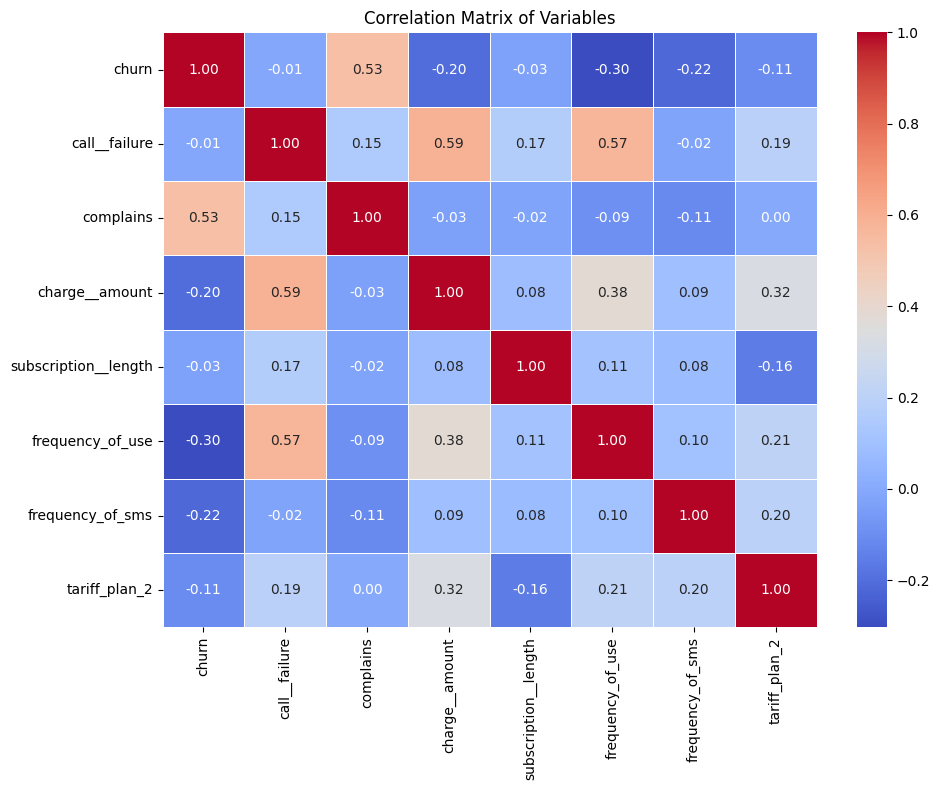 Correlation Matrix of Variables
churn 1.00 -0.01 0.53 -0.20 -0.03 -0.30 -0.22 -0.11
call__failure -0.01 1.00 0.15 0.59 0.17 0.57 -0.02 0.19
complains 0.53 0.15 1.00 -0.03 -0.02 -0.09 -0.11 0.00
charge__amount -0.20 0.59 -0.03 1.00 0.08 0.38 0.09 0.32
subscription__length -0.03 0.17 -0.02 0.08 1.00 0.11 0.08 -0.16
frequency_of_use -0.30 0.57 -0.09 0.38 0.11 1.00 0.10 0.21
frequency_of_sms -0.22 -0.02 -0.11 0.09 0.08 0.10 1.00 0.20
tariff_plan_2 -0.11 0.19 0.00 0.32 -0.16 0.21 0.20 1.00
churn
call__failure
complains
charge__amount
subscription__length
frequency_of_use
frequency_of_sms
tariff_plan_2
1.0
0.8
0.6
0.4
0.2
0.0
−0.2